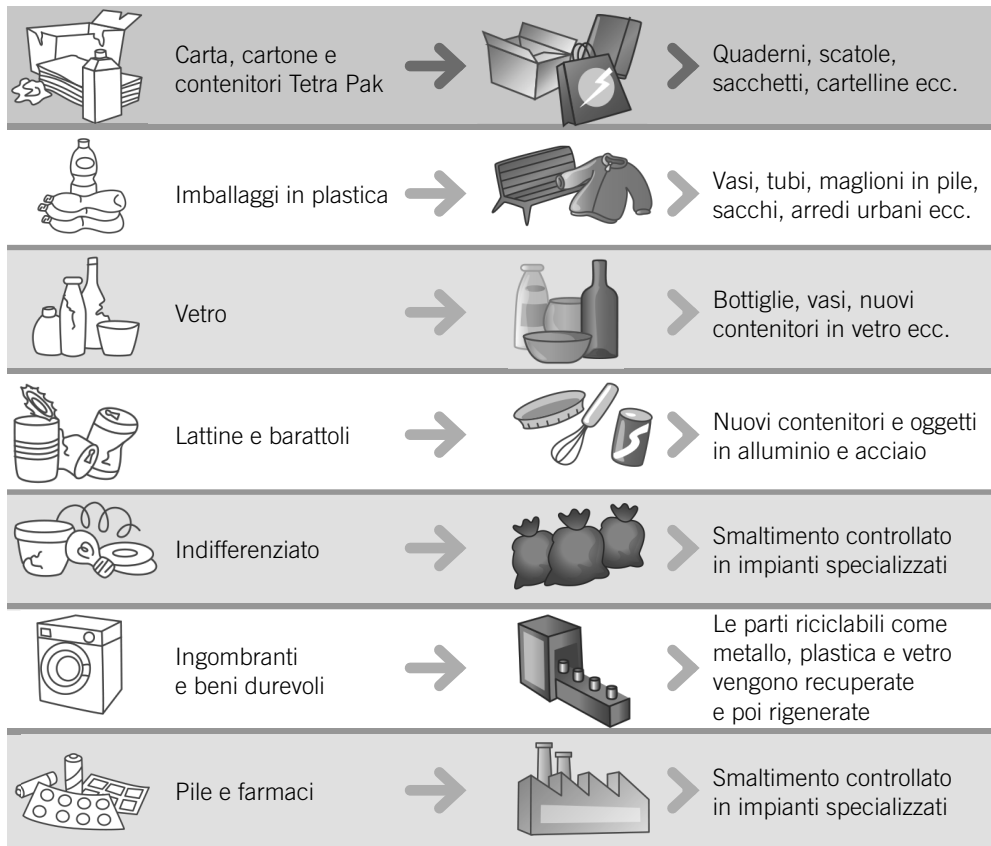 Carta, cartone e
contenitori Tetra Pak
Quaderni, scatole,
sacchetti, cartelline ecc.
Imballaggi in plastica
Vasi, tubi, maglioni in pile,
sacchi, arredi urbani ecc.
Vetro
Bottiglie, vasi, nuovi
contenitori in vetro ecc.
Lattine e barattoli
Nuovi contenitori e oggetti
in alluminio e acciaio
Indifferenziato
Smaltimento controllato
in impianti specializzati
Ingombranti
e beni durevoli
Le parti riciclabili come
metallo, plastica e vetro
vengono recuperate
e poi rigenerate
Pile e farmaci
Smaltimento controllato
in impianti specializzati